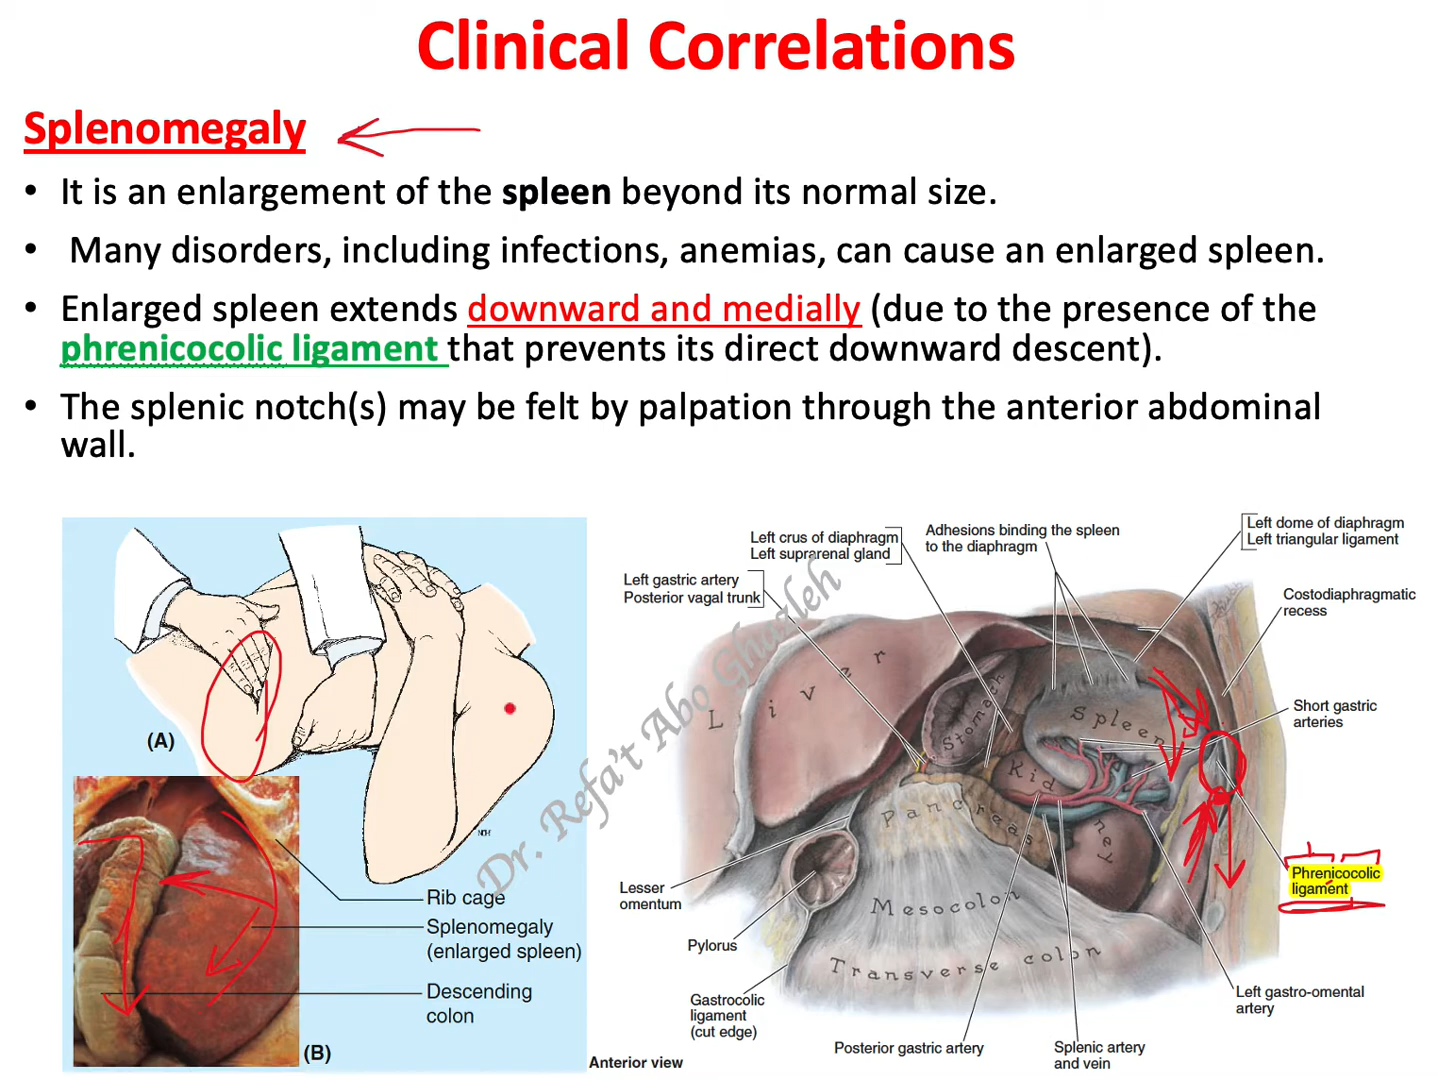 Clinical Correlations
Splenomegaly
• It is an enlargement of the spleen beyond its normal size.
• Many disorders, including infections, anemias, can cause an enlarged spleen.
• Enlarged spleen extends downward and medially (due to the presence of the
phrenicocolic ligament that prevents its direct downward descent).
• The splenic notch(s) may be felt by palpation through the anterior abdominal
wall.
(A)
Rib cage
Splenomegaly
(enlarged spleen)
Descending
colon
(B)
Left crus of diaphragm
Left suprarenal gland
Adhesions binding the spleen
to the diaphragm
Left dome of diaphragm
Left triangular ligament
Left gastric artery
Posterior vagal trunk
Costodiaphragmatic
recess
Short gastric
arteries
Liver
Stomach
Spleen
Kidney
Pancreas
Mesocolon
Transverse colon
Phrenicocolic
ligament
Lesser
omentum
Pylorus
Gastrocolic
ligament
(cut edge)
Left gastro-omental
artery
Posterior gastric artery
Splenic artery
and vein
Anterior view
Dr. Refa't Abo Ghuzleh